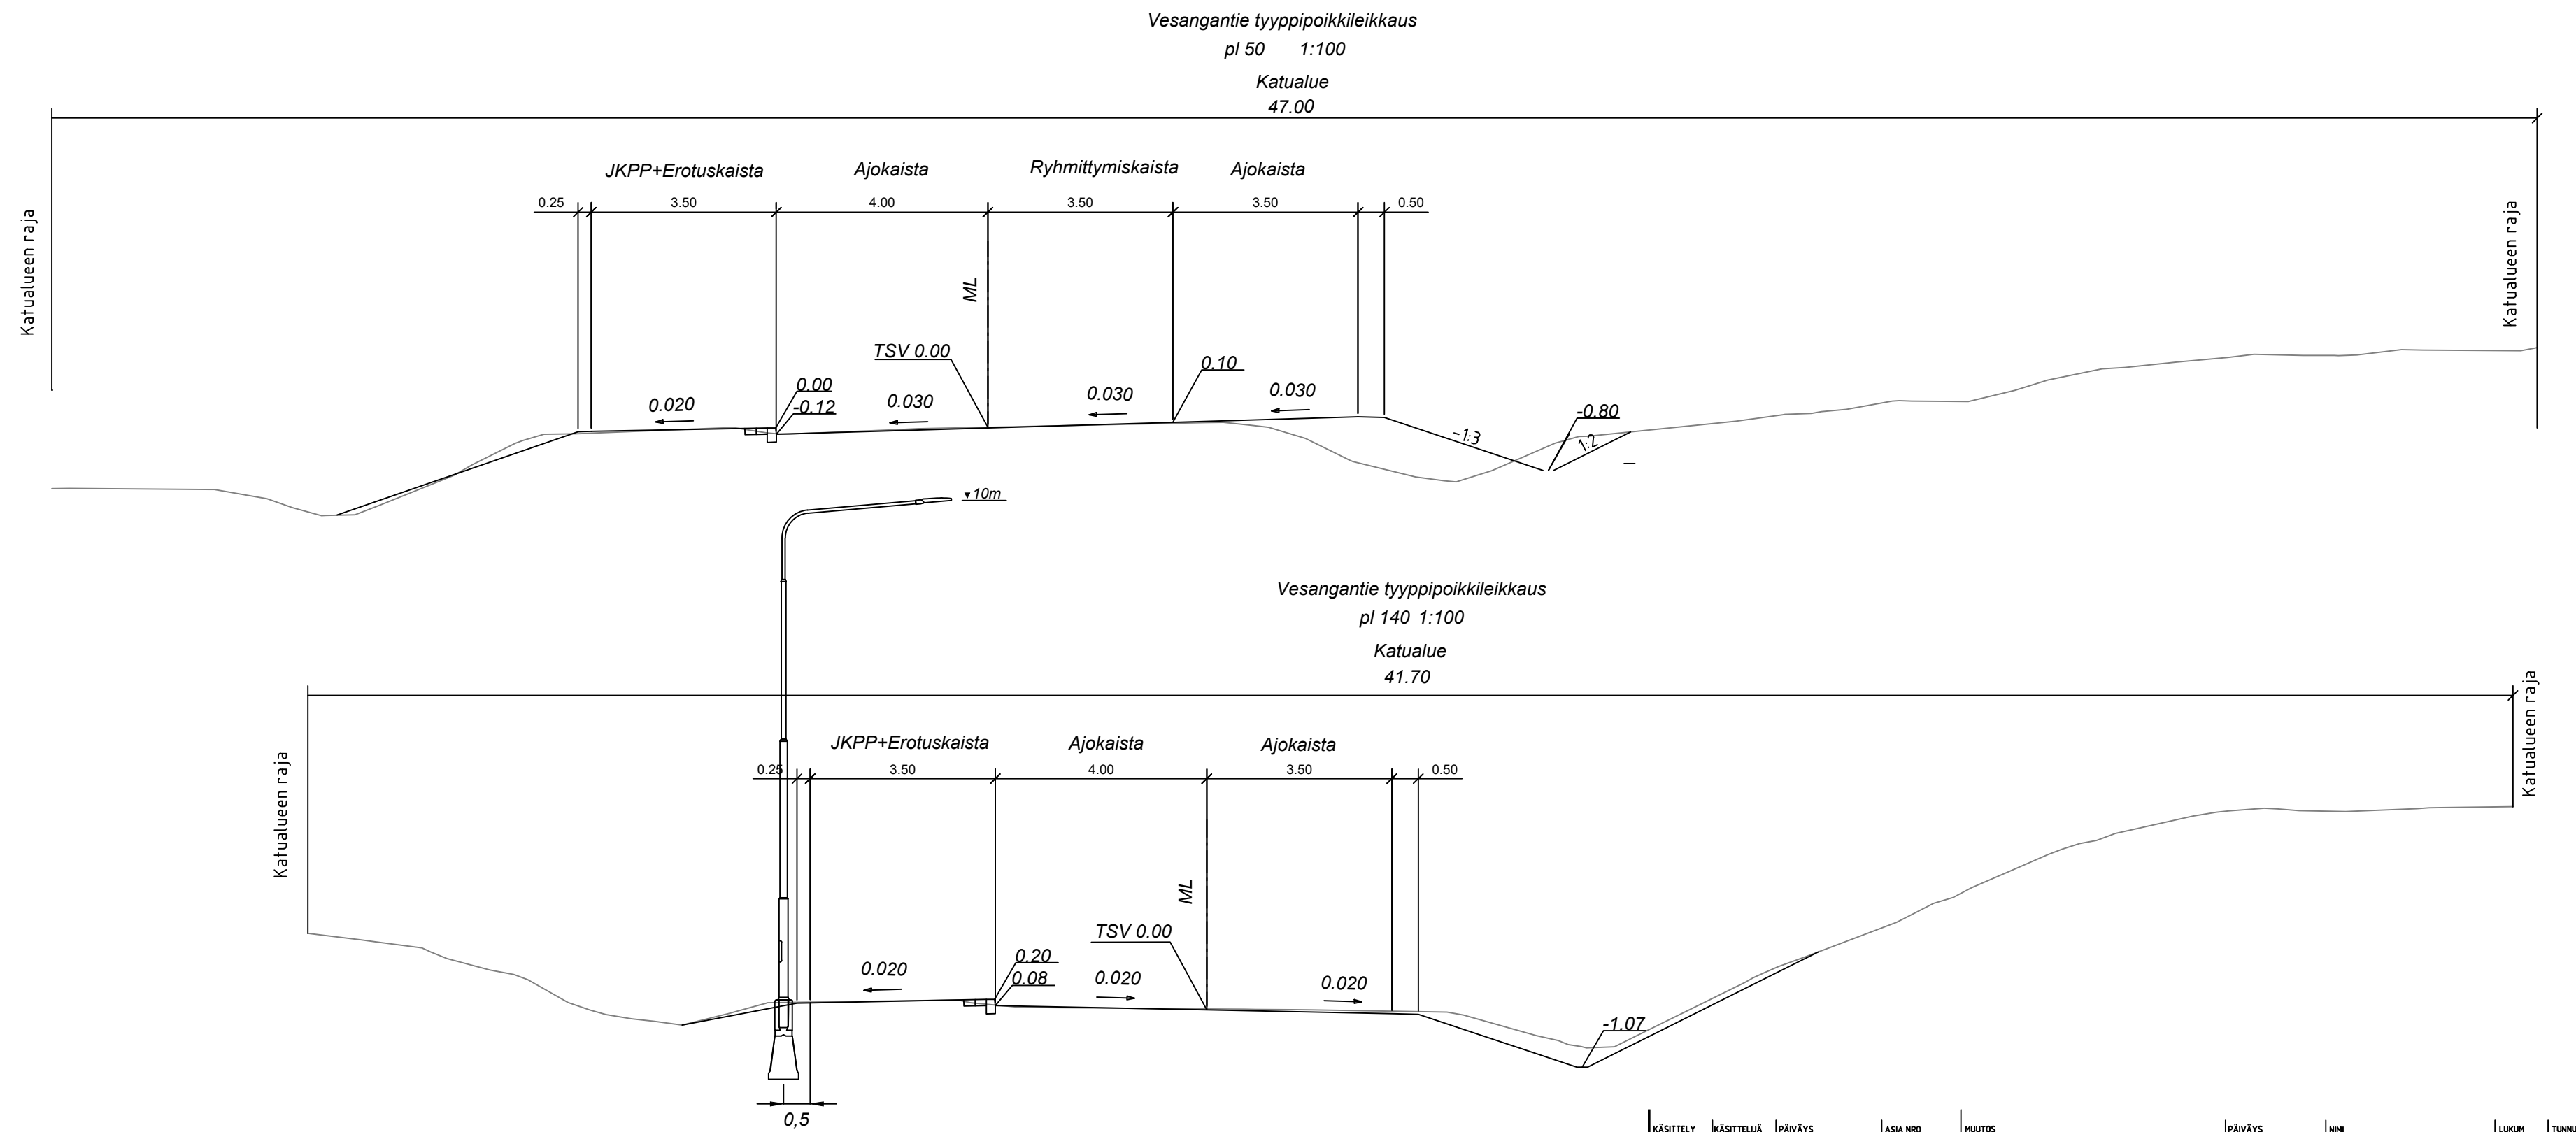 Vesangantie tyyppipoikkileikkaus
pl 50 1:100
Katualue
47.00
JKPP+Erotuskaista Ajokaista Ryhmittymiskaista Ajokaista
0.25 3.50 4.00 3.50 3.50 0.50
Katualueen raja
Katualueen raja
ML
TSV 0.00
0.10
0.00
-0.12
0.020
0.030
0.030
0.030
-0.80
-1:3
1:2
10m
Vesangantie tyyppipoikkileikkaus
pl 140 1:100
Katualue
41.70
Katualueen raja
Katualueen raja
JKPP+Erotuskaista Ajokaista Ajokaista
0.25 3.50 4.00 3.50 0.50
ML
TSV 0.00
0.20
0.08
0.020
0.020
0.020
-1.07
0,5
KÄSITTELY KÄSITTELIJÄ PÄIVÄYS ASIA NRO MUUTOS PÄIVÄYS NIMI LUKUM